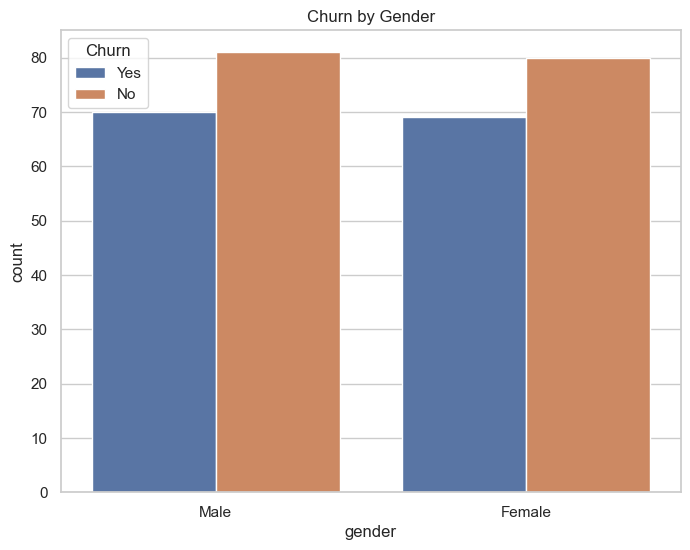 Churn by Gender
Churn
Yes
No
80
70
60
50
40
30
20
10
0
count
Male
Female
gender